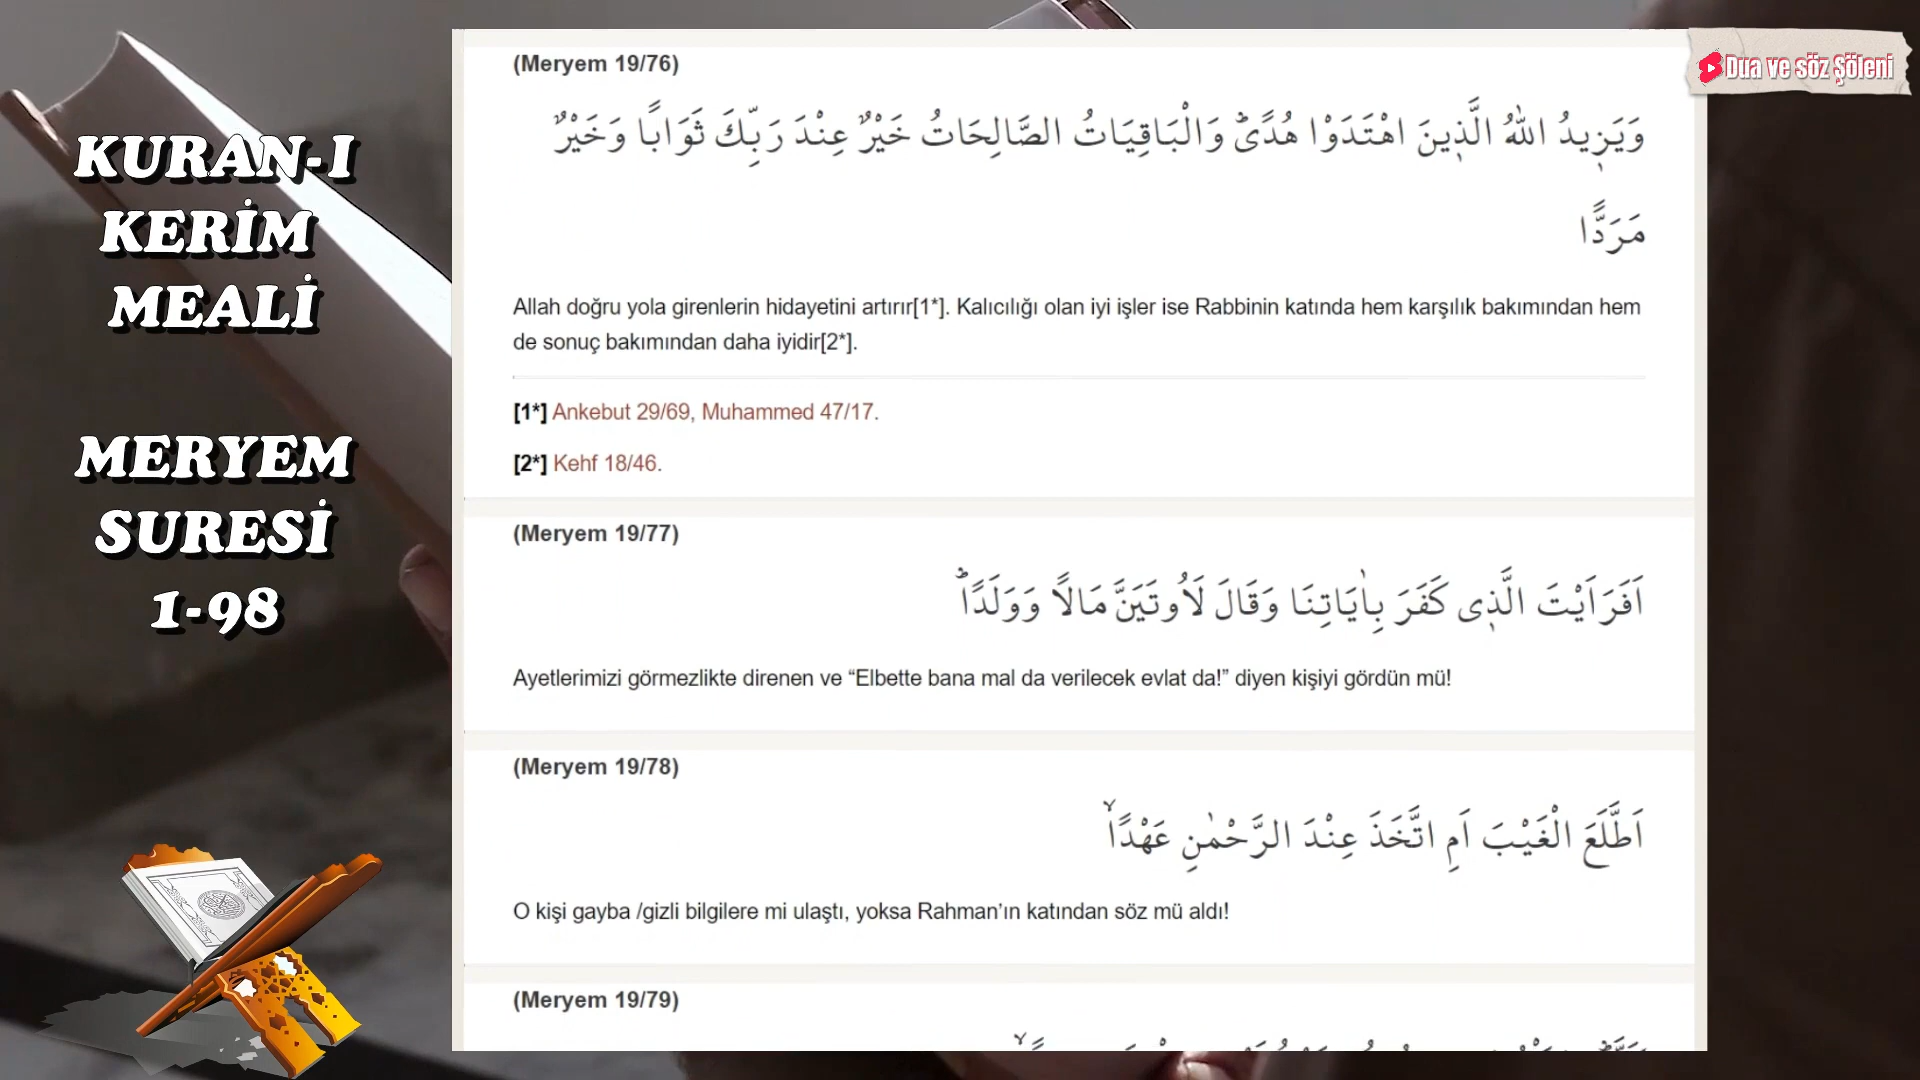 KURAN-I
KERİM
MEALİ
MERYEM
SURESİ
1-98
Dua ve söz Şöleni
(Meryem 19/76)
وَيَزٖيدُ اللّٰهُ الَّذٖينَ اهْتَدَوْا هُدًىؕ وَالْبَاقِيَاتُ الصَّالِحَاتُ خَيْرٌ عِنْدَ رَبِّكَ ثَوَابًا وَخَيْرٌ
مَرَدًّا
Allah doğru yola girenlerin hidayetini artırır[1*]. Kalıcılığı olan iyi işler ise Rabbinin katında hem karşılık bakımından hem
de sonuç bakımından daha iyidir[2*].
[1*] Ankebut 29/69, Muhammed 47/17.
[2*] Kehf 18/46.
(Meryem 19/77)
اَفَرَاَيْتَ الَّذٖى كَفَرَ بِاٰيَاتِنَا وَقَالَ لَاُوتَيَنَّ مَالًا وَوَلَدًاؕ
Ayetlerimizi görmezlikte direnen ve “Elbette bana mal da verilecek evlat da!” diyen kişiyi gördün mü!
(Meryem 19/78)
اَطَّلَعَ الْغَيْبَ اَمِ اتَّخَذَ عِنْدَ الرَّحْمٰنِ عَهْدًاۙ
O kişi gayba /gizli bilgilere mi ulaştı, yoksa Rahman’ın katından söz mü aldı!
(Meryem 19/79)